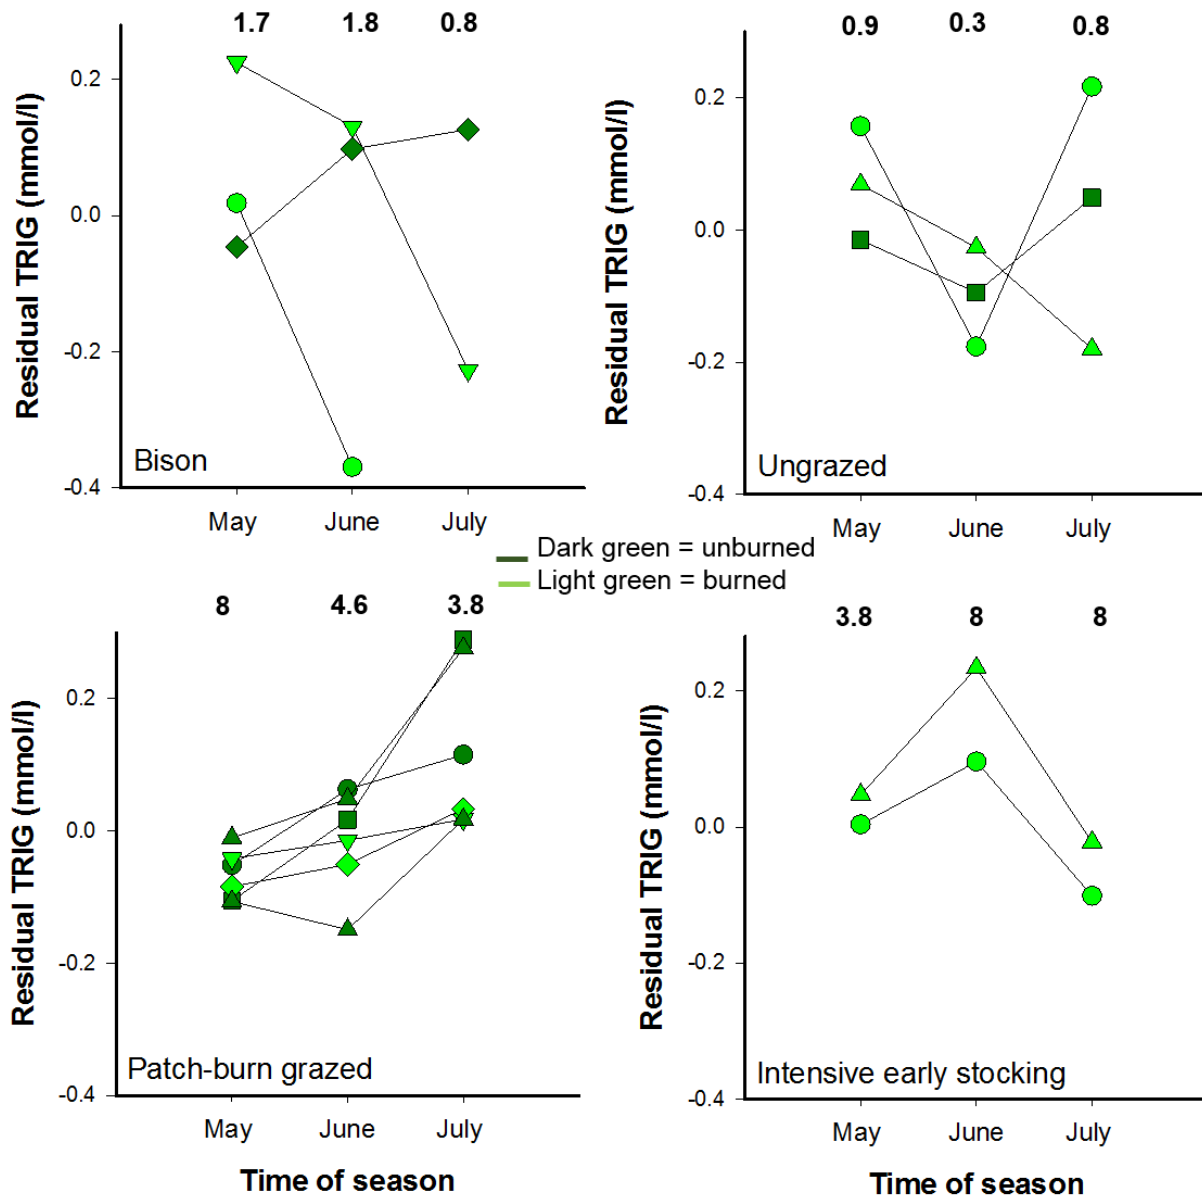 1.7 1.8 0.8
0.2
0.0
-0.2
-0.4
Residual TRIG (mmol/l)
Bison
May June July
0.9 0.3 0.8
0.2
0.0
-0.2
-0.4
Residual TRIG (mmol/l)
Ungrazed
May June July
Dark green = unburned
Light green = burned
8 4.6 3.8
0.2
0.0
-0.2
-0.4
Residual TRIG (mmol/l)
Patch-burn grazed
May June July
Time of season
3.8 8 8
0.2
0.0
-0.2
-0.4
Residual TRIG (mmol/l)
Intensive early stocking
May June July
Time of season